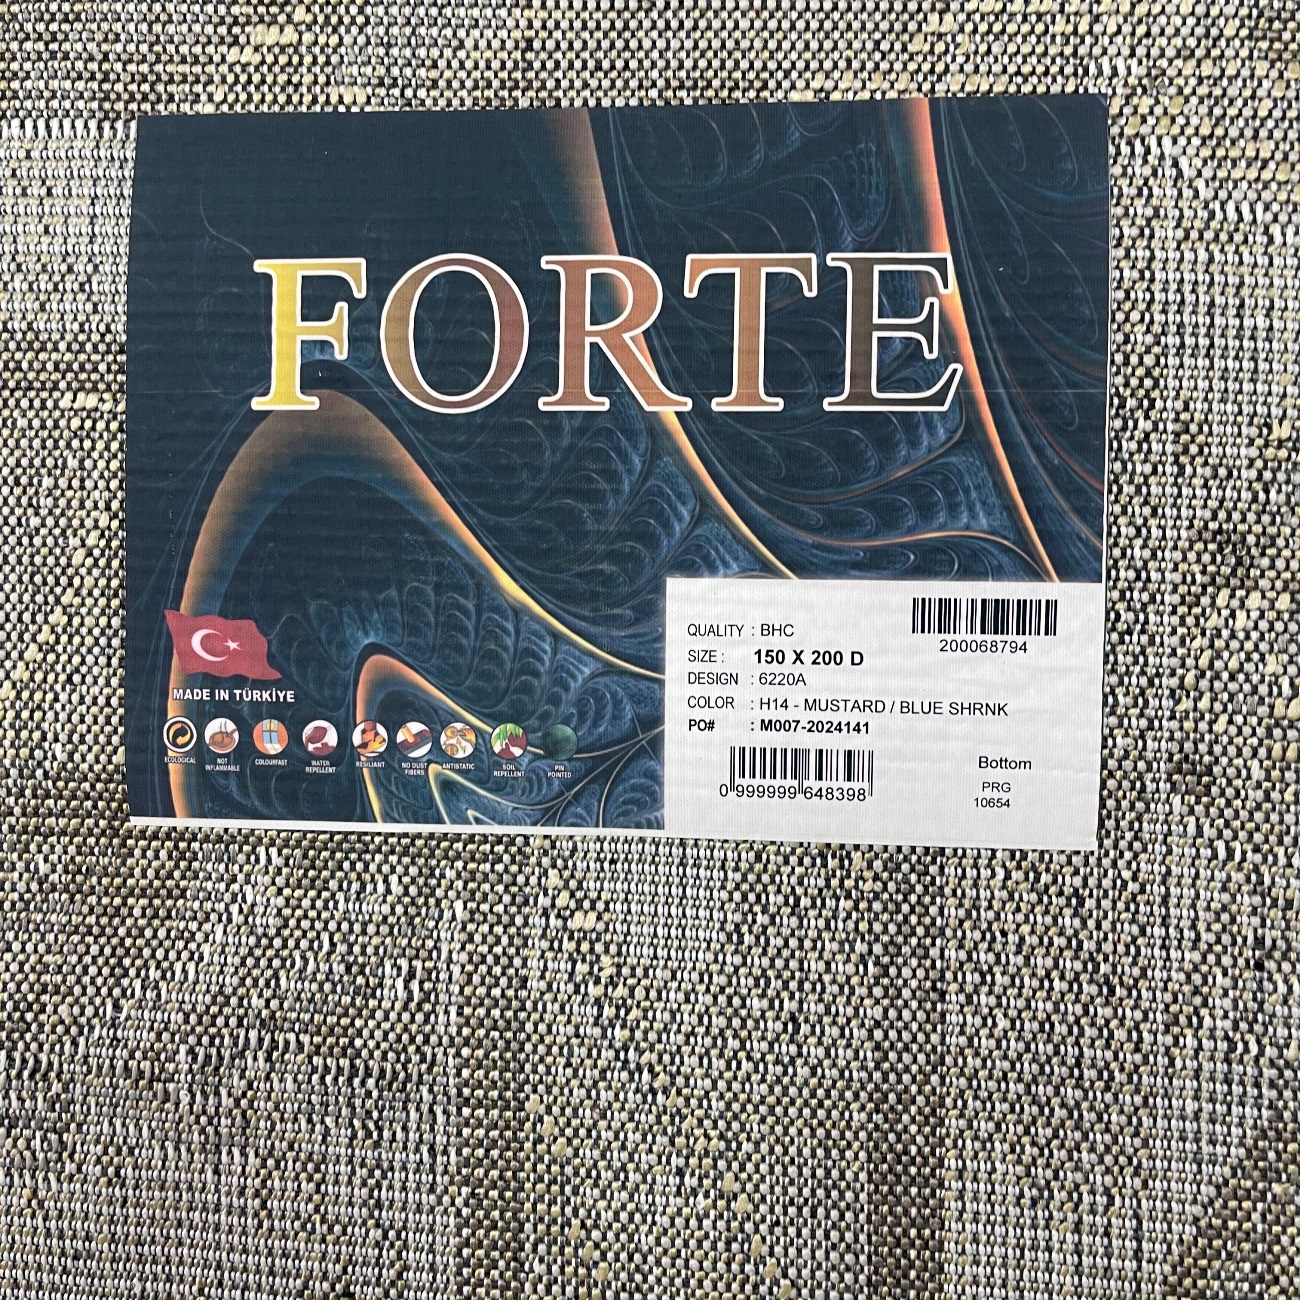 FORTE
MADE IN TÜRKİYE
ECOLOGICAL
NOT INFLAMMABLE
COLOURFAST
WATER REPELLENT
RESILIANT
NO DUST FIBERS
ANTISTATIC
SOIL REPELLENT
PIN POINTED
QUALITY : BHC
200068794
SIZE : 150 X 200 D
DESIGN : 6220A
COLOR : H14 - MUSTARD / BLUE SHRNK
PO# : M007-2024141
0 999999 648398
Bottom
PRG
10654